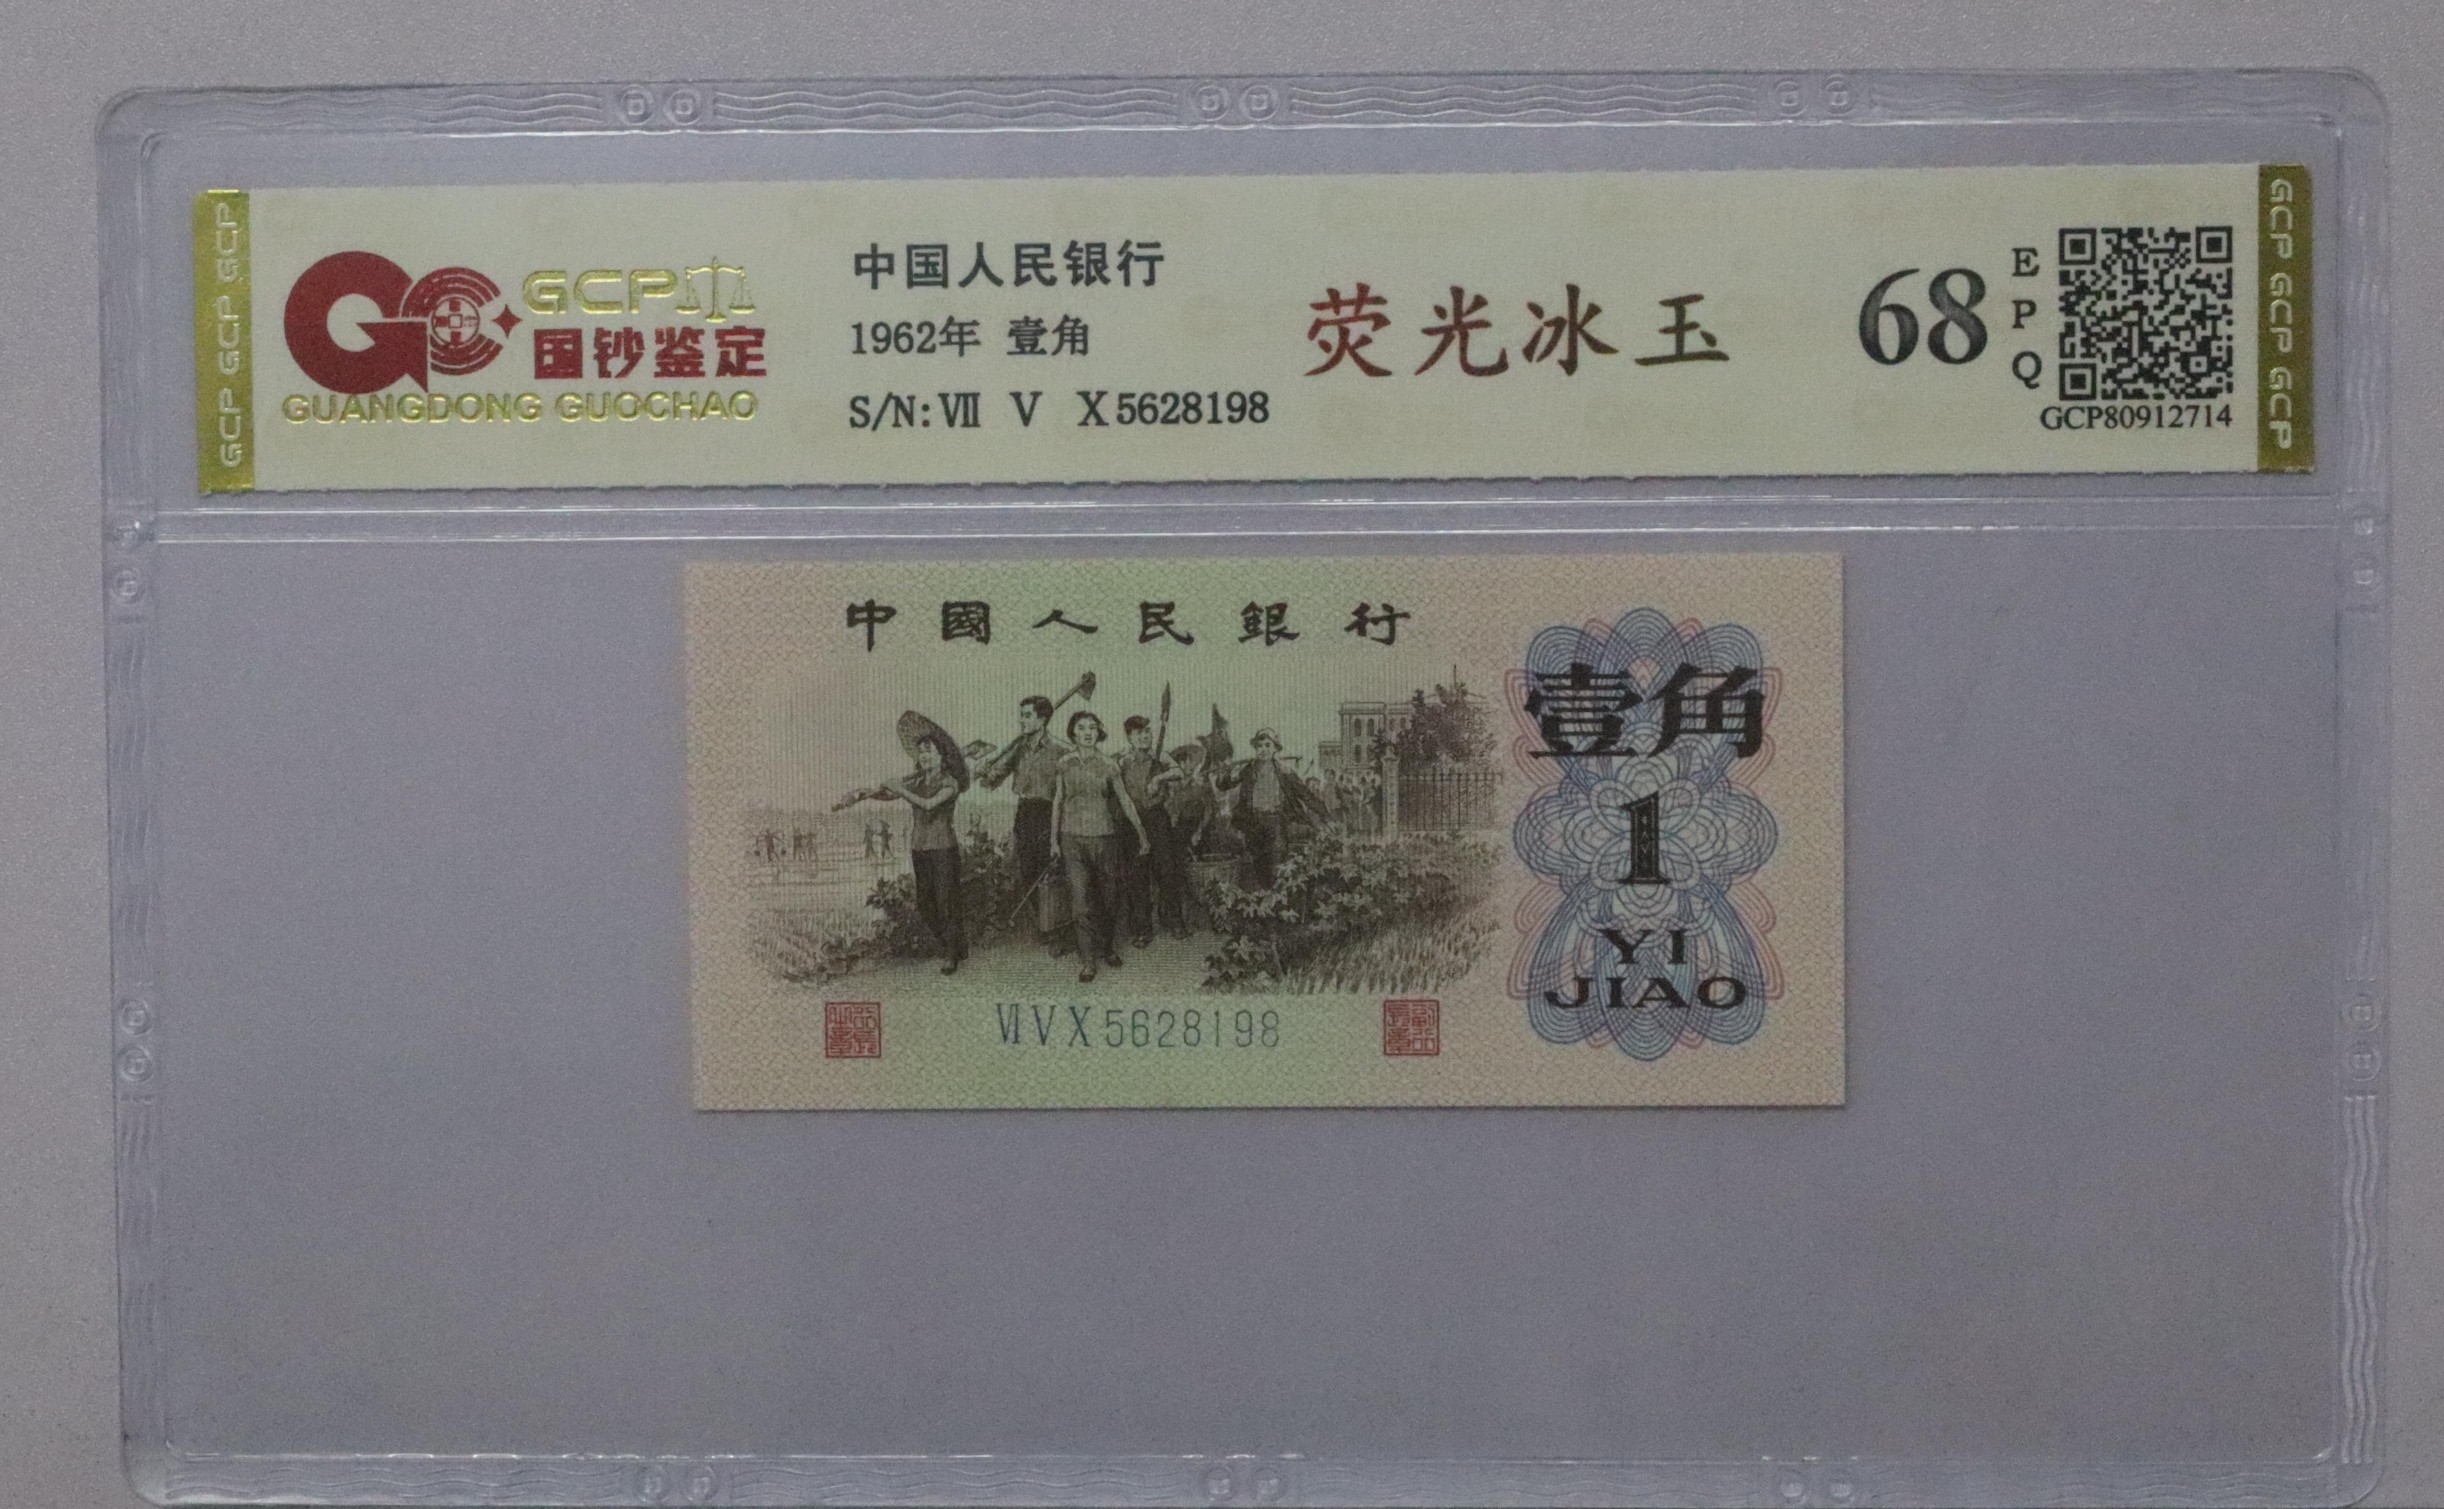 GCP GCP GCP
GCP
国钞鉴定
GUANGDONG GUOCHAO
中国人民银行
1962年 壹角
S/N: Ⅶ V X5628198
荧光冰玉
68
EPQ
GCP80912714
GCP GCP GCP
中國人民銀行
壹角
1
YI
JIAO
ⅥVX5628198